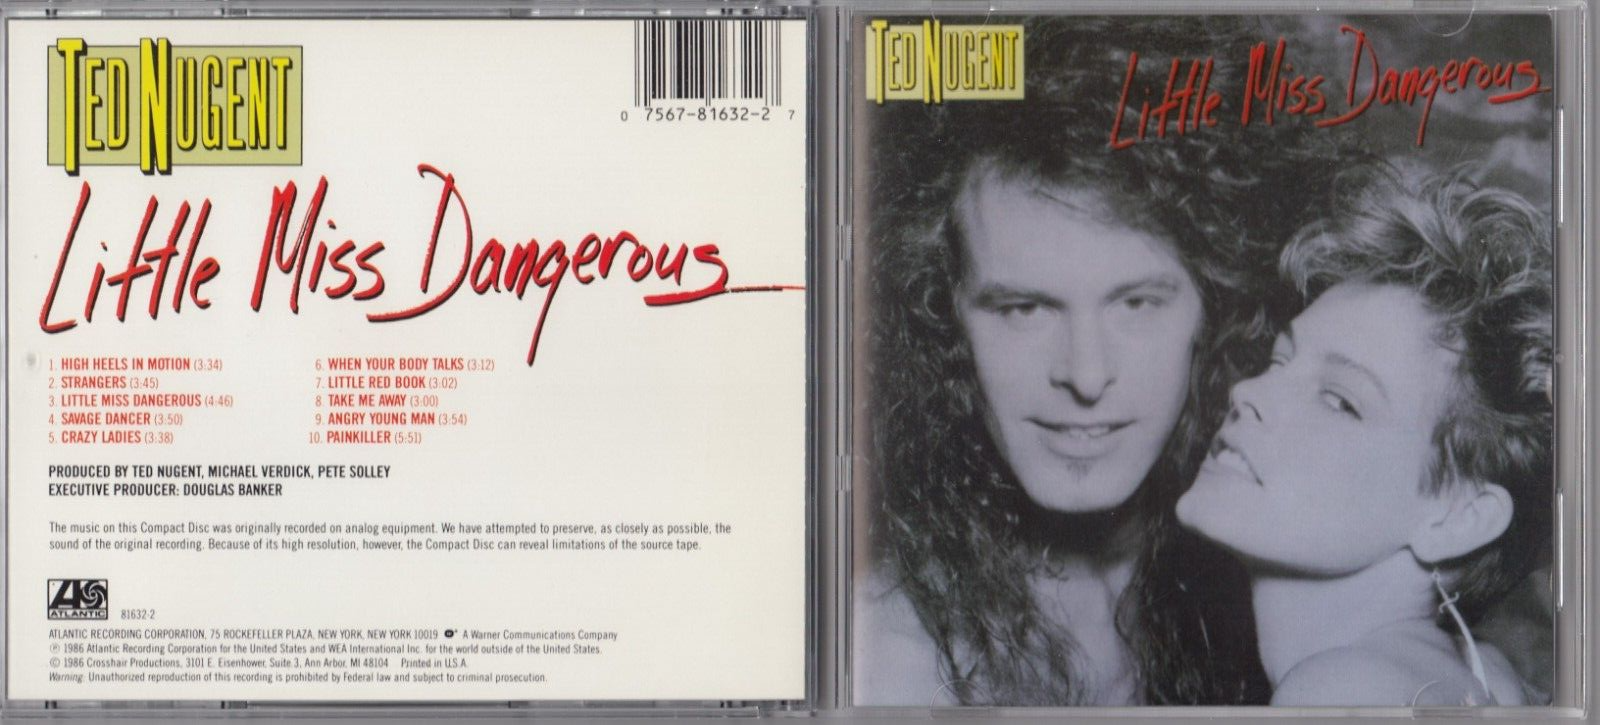 TED NUGENT
0 7567-81632-2 7
Little Miss Dangerous
1. HIGH HEELS IN MOTION (3:34)
2. STRANGERS (3:45)
3. LITTLE MISS DANGEROUS (4:46)
4. SAVAGE DANCER (3:50)
5. CRAZY LADIES (3:38)
6. WHEN YOUR BODY TALKS (3:12)
7. LITTLE RED BOOK (3:02)
8. TAKE ME AWAY (3:00)
9. ANGRY YOUNG MAN (3:54)
10. PAINKILLER (5:51)
PRODUCED BY TED NUGENT, MICHAEL VERDICK, PETE SOLLEY
EXECUTIVE PRODUCER: DOUGLAS BANKER
The music on this Compact Disc was originally recorded on analog equipment. We have attempted to preserve, as closely as possible, the
sound of the original recording. Because of its high resolution, however, the Compact Disc can reveal limitations of the source tape.
ATLANTIC 81632-2
ATLANTIC RECORDING CORPORATION, 75 ROCKEFELLER PLAZA, NEW YORK, NEW YORK 10019 A Warner Communications Company
℗ 1986 Atlantic Recording Corporation for the United States and WEA International Inc. for the world outside of the United States.
© 1986 Crosshair Productions, 3101 E. Eisenhower, Suite 3, Ann Arbor, MI 48104 Printed in U.S.A.
Warning: Unauthorized reproduction of this recording is prohibited by Federal law and subject to criminal prosecution.
TED NUGENT
Little Miss Dangerous